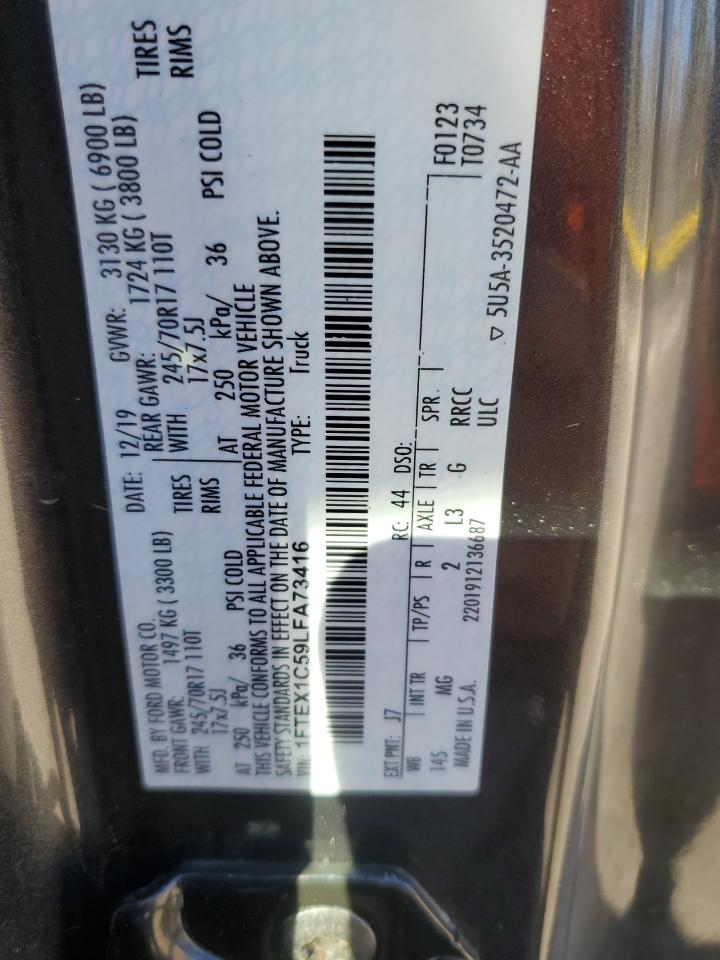 MFD. BY FORD MOTOR CO.
DATE: 12/19 GVWR: 3130 KG ( 6900 LB)
FRONT GAWR: 1497 KG ( 3300 LB)
REAR GAWR: 1724 KG ( 3800 LB)
WITH 245/70R17 110T TIRES
WITH 245/70R17 110T TIRES
17x7.5J RIMS
17x7.5J RIMS
AT 250 kPa/ 36 PSI COLD
AT 250 kPa/ 36 PSI COLD
THIS VEHICLE CONFORMS TO ALL APPLICABLE FEDERAL MOTOR VEHICLE
SAFETY STANDARDS IN EFFECT ON THE DATE OF MANUFACTURE SHOWN ABOVE.
VIN: 1FTEX1C59LFA73416 TYPE: Truck
EXT PNT: J7 RC: 44 DSO:
WB INT TR TP/PS R AXLE TR SPR
F0123
T0734
145 MG 2 L3 G RRCC
MADE IN U.S.A. 2201912136687 ULC
▽ 5U5A-3520472-AA